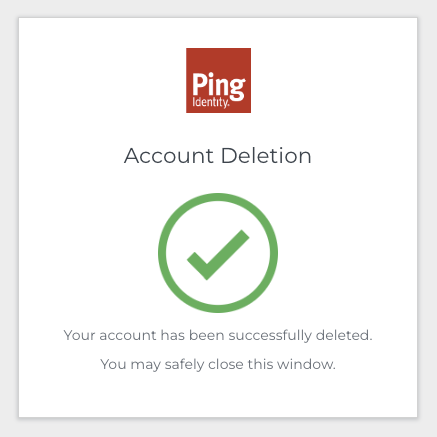 Ping
Identity.
Account Deletion
Your account has been successfully deleted.
You may safely close this window.